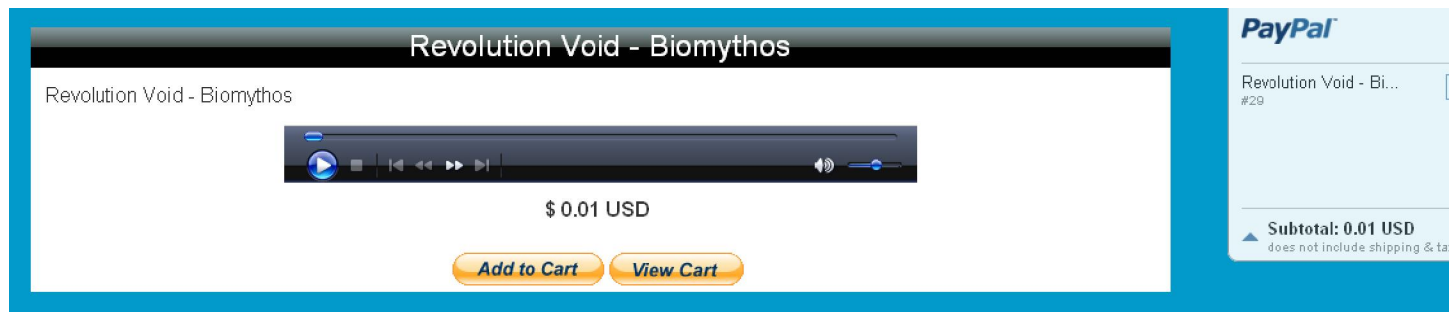 Revolution Void - Biomythos
Revolution Void - Biomythos
$ 0.01 USD
Add to Cart
View Cart
PayPal
Revolution Void - Bi...
#29
Subtotal: 0.01 USD
does not include shipping &